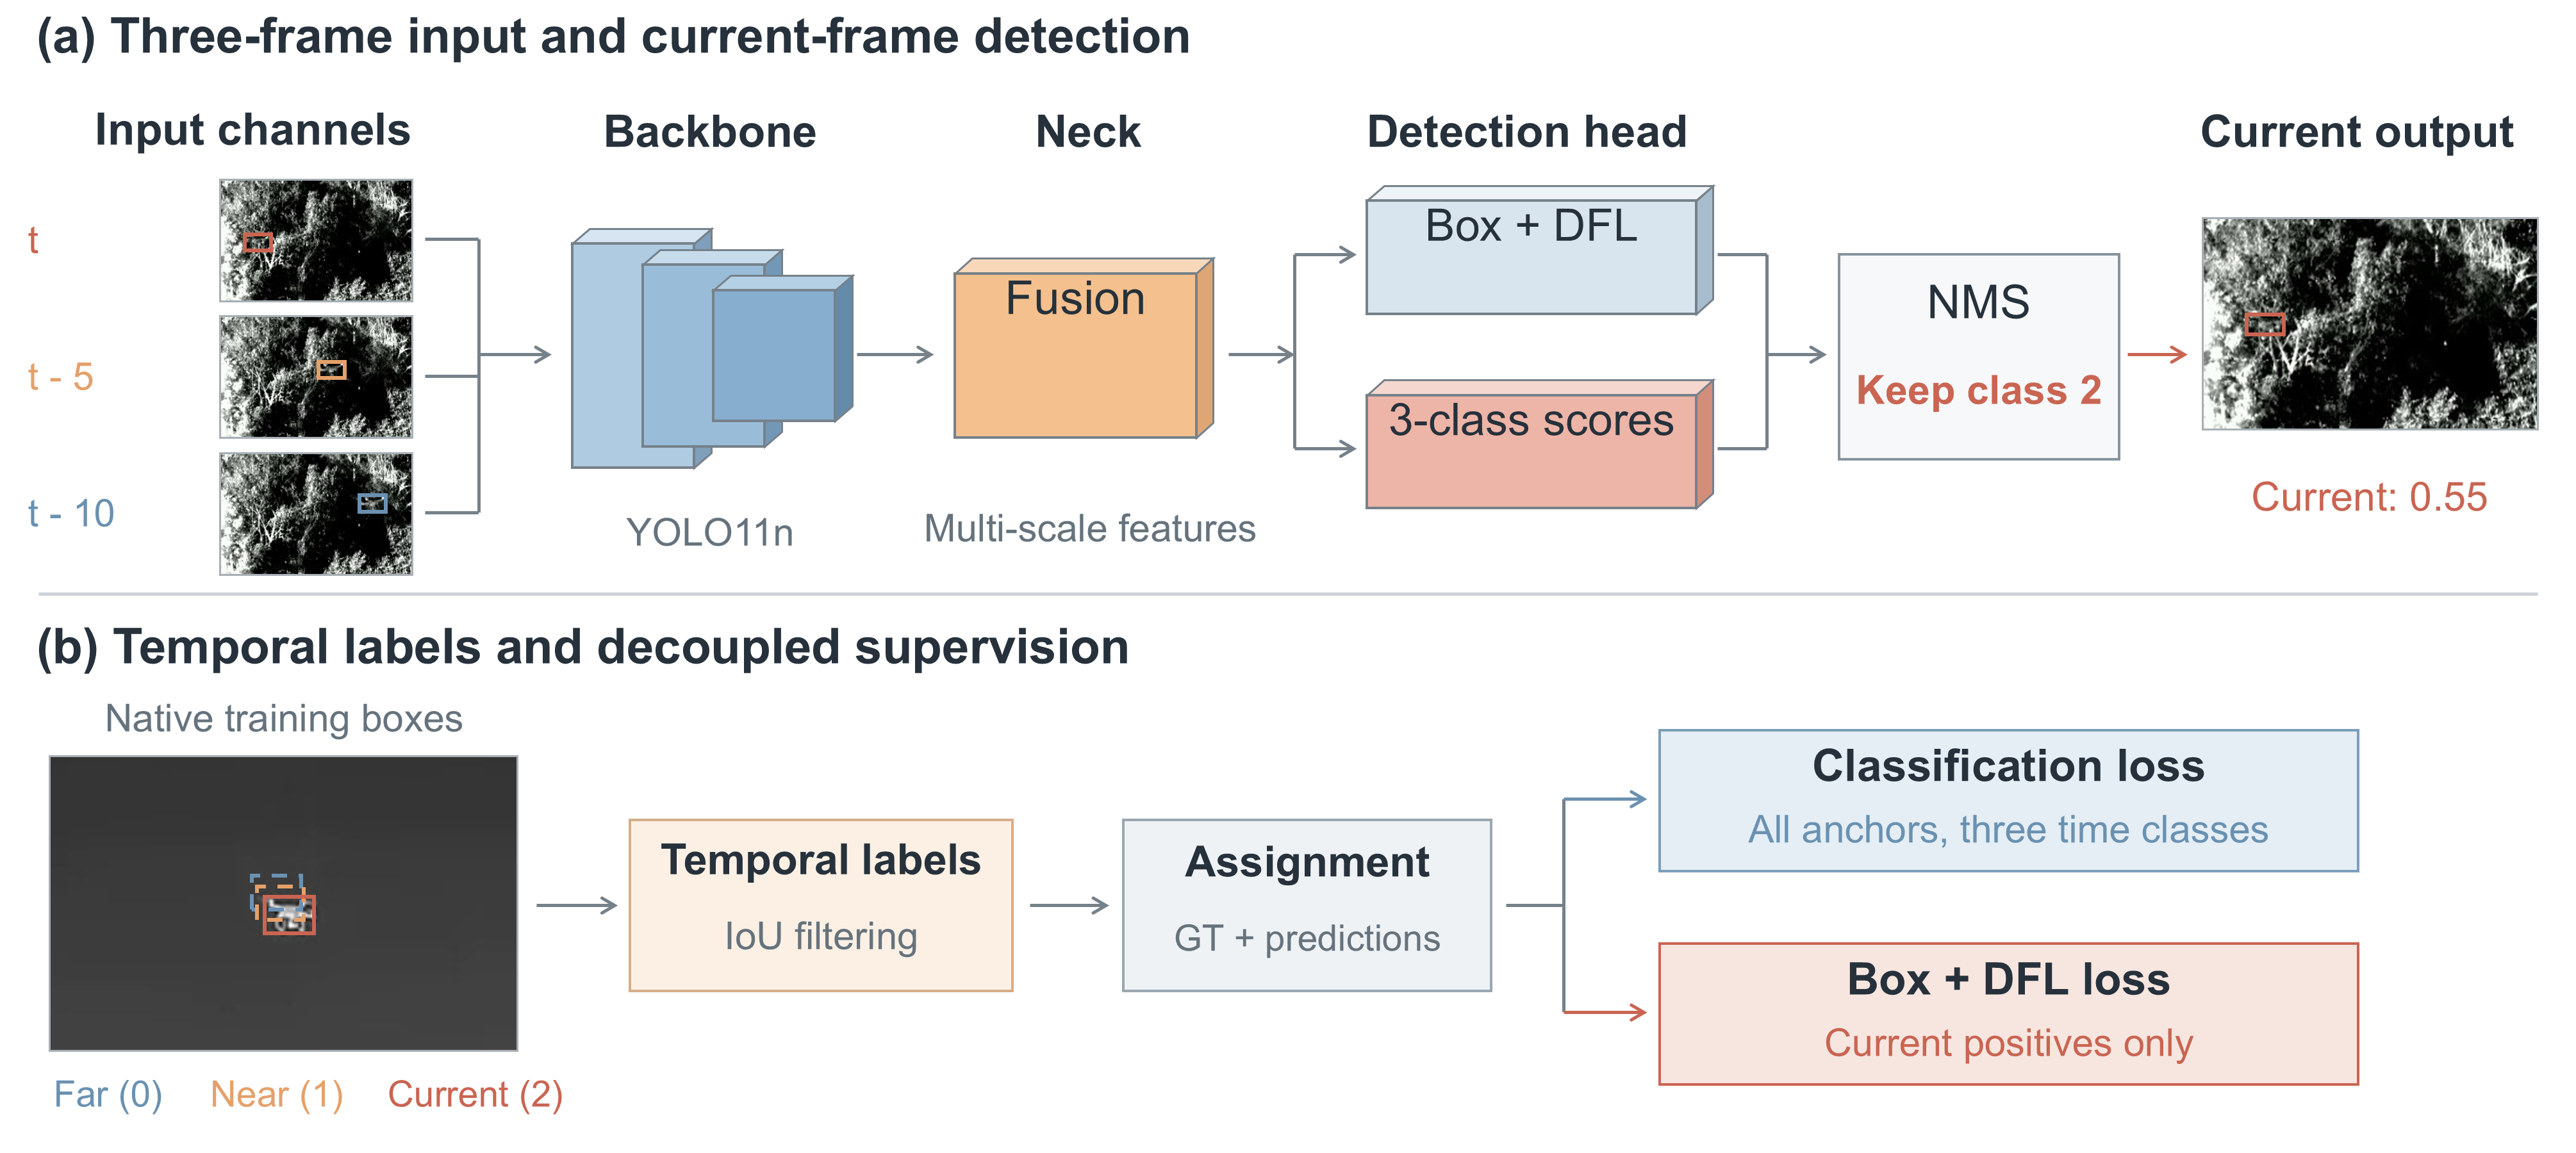 (a) Three-frame input and current-frame detection
Input channels
Backbone
Neck
Detection head
Current output
t
t - 5
t - 10
YOLO11n
Fusion
Multi-scale features
Box + DFL
3-class scores
NMS
Keep class 2
Current: 0.55
(b) Temporal labels and decoupled supervision
Native training boxes
Far (0)
Near (1)
Current (2)
Temporal labels
IoU filtering
Assignment
GT + predictions
Classification loss
All anchors, three time classes
Box + DFL loss
Current positives only